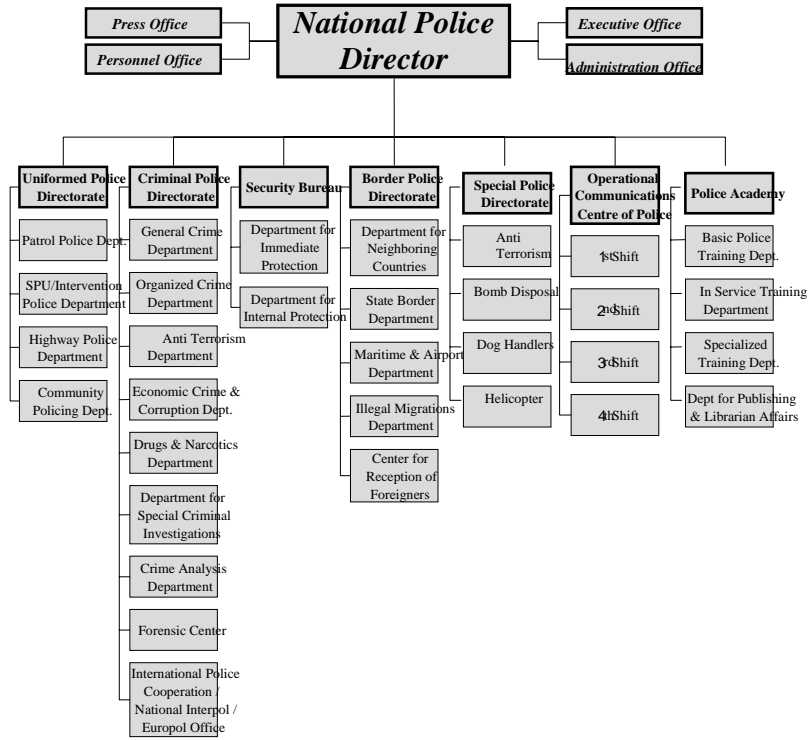 Press Office
Personnel Office
National Police
Director
Executive Office
Administration Office
Uniformed Police
Directorate
Patrol Police Dept.
SPU/Intervention
Police Department
Highway Police
Department
Community
Policing Dept.
Criminal Police
Directorate
General Crime
Department
Organized Crime
Department
Anti Terrorism
Department
Economic Crime &
Corruption Dept.
Drugs & Narcotics
Department
Department for
Special Criminal
Investigations
Crime Analysis
Department
Forensic Center
International Police
Cooperation /
National Interpol /
Europol Office
Security Bureau
Department for
Immediate
Protection
Department for
Internal Protection
Border Police
Directorate
Department for
Neighboring
Countries
State Border
Department
Maritime & Airport
Department
Illegal Migrations
Department
Center for
Reception of
Foreigners
Special Police
Directorate
Anti
Terrorism
Bomb Disposal
Dog Handlers
Helicopter
Operational
Communications
Centre of Police
1st Shift
2nd Shift
3rd Shift
4th Shift
Police Academy
Basic Police
Training Dept.
In Service Training
Department
Specialized
Training Dept.
Dept for Publishing
& Librarian Affairs